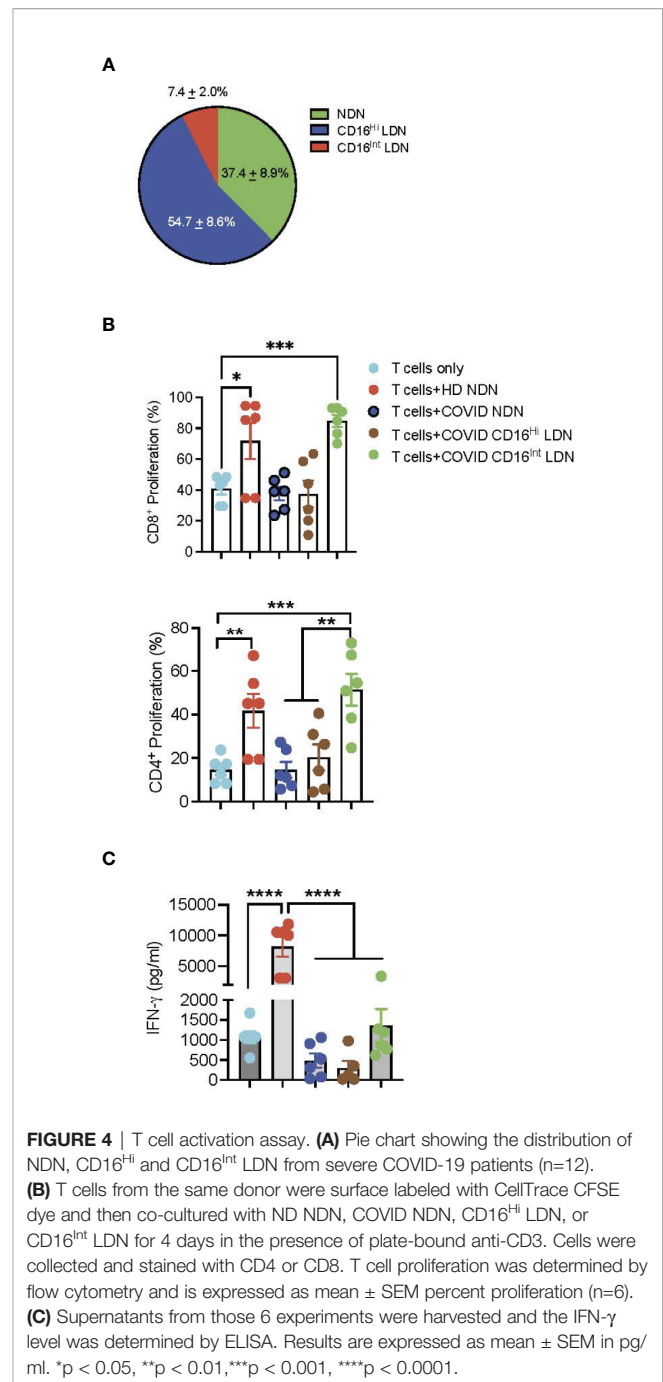 A
7.4 ± 2.0%
37.4 ± 8.9%
54.7 ± 8.6%
NDN
CD16Hi LDN
CD16Int LDN
B
***
*
100
80
60
40
20
0
CD8+ Proliferation (%)
T cells only
T cells+HD NDN
T cells+COVID NDN
T cells+COVID CD16Hi LDN
T cells+COVID CD16Int LDN
***
**
**
80
60
40
20
0
CD4+ Proliferation (%)
C
****
****
15000
10000
5000
2000
1500
1000
500
0
IFN-γ (pg/ml)
FIGURE 4 | T cell activation assay. (A) Pie chart showing the distribution of
NDN, CD16Hi and CD16Int LDN from severe COVID-19 patients (n=12).
(B) T cells from the same donor were surface labeled with CellTrace CFSE
dye and then co-cultured with ND NDN, COVID NDN, CD16Hi LDN, or
CD16Int LDN for 4 days in the presence of plate-bound anti-CD3. Cells were
collected and stained with CD4 or CD8. T cell proliferation was determined by
flow cytometry and is expressed as mean ± SEM percent proliferation (n=6).
(C) Supernatants from those 6 experiments were harvested and the IFN-γ
level was determined by ELISA. Results are expressed as mean ± SEM in pg/
ml. *p < 0.05, **p < 0.01,***p < 0.001, ****p < 0.0001.